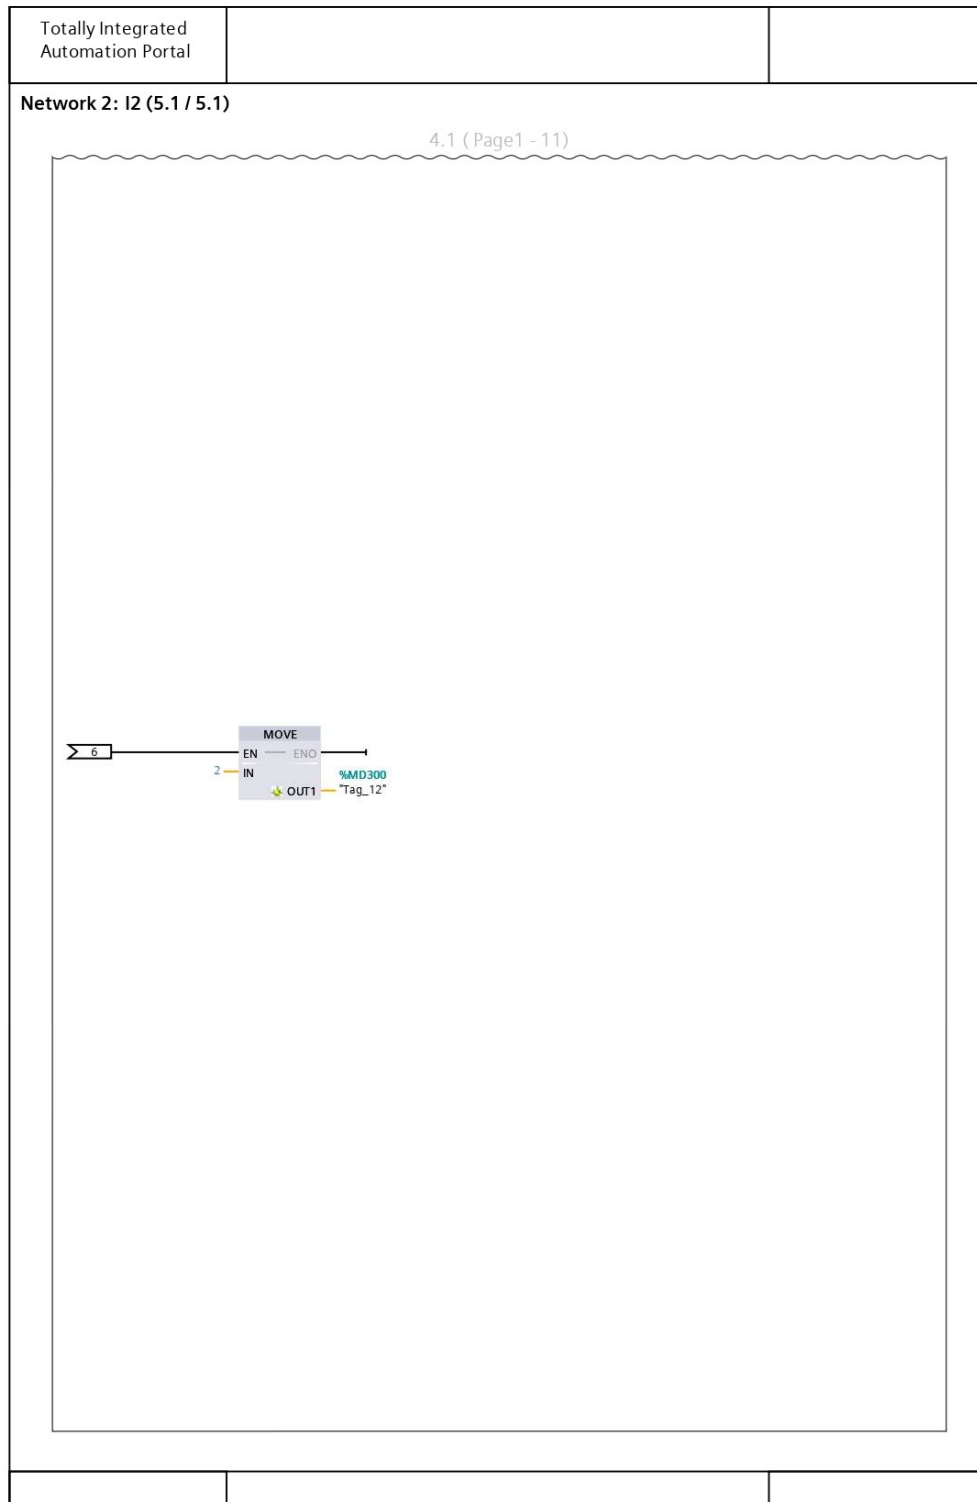 Totally Integrated
Automation Portal
Network 2: I2 (5.1 / 5.1)
4.1 ( Page1 - 11)
MOVE
6
EN
ENO
2
IN
%MD300
OUT1
"Tag_12"